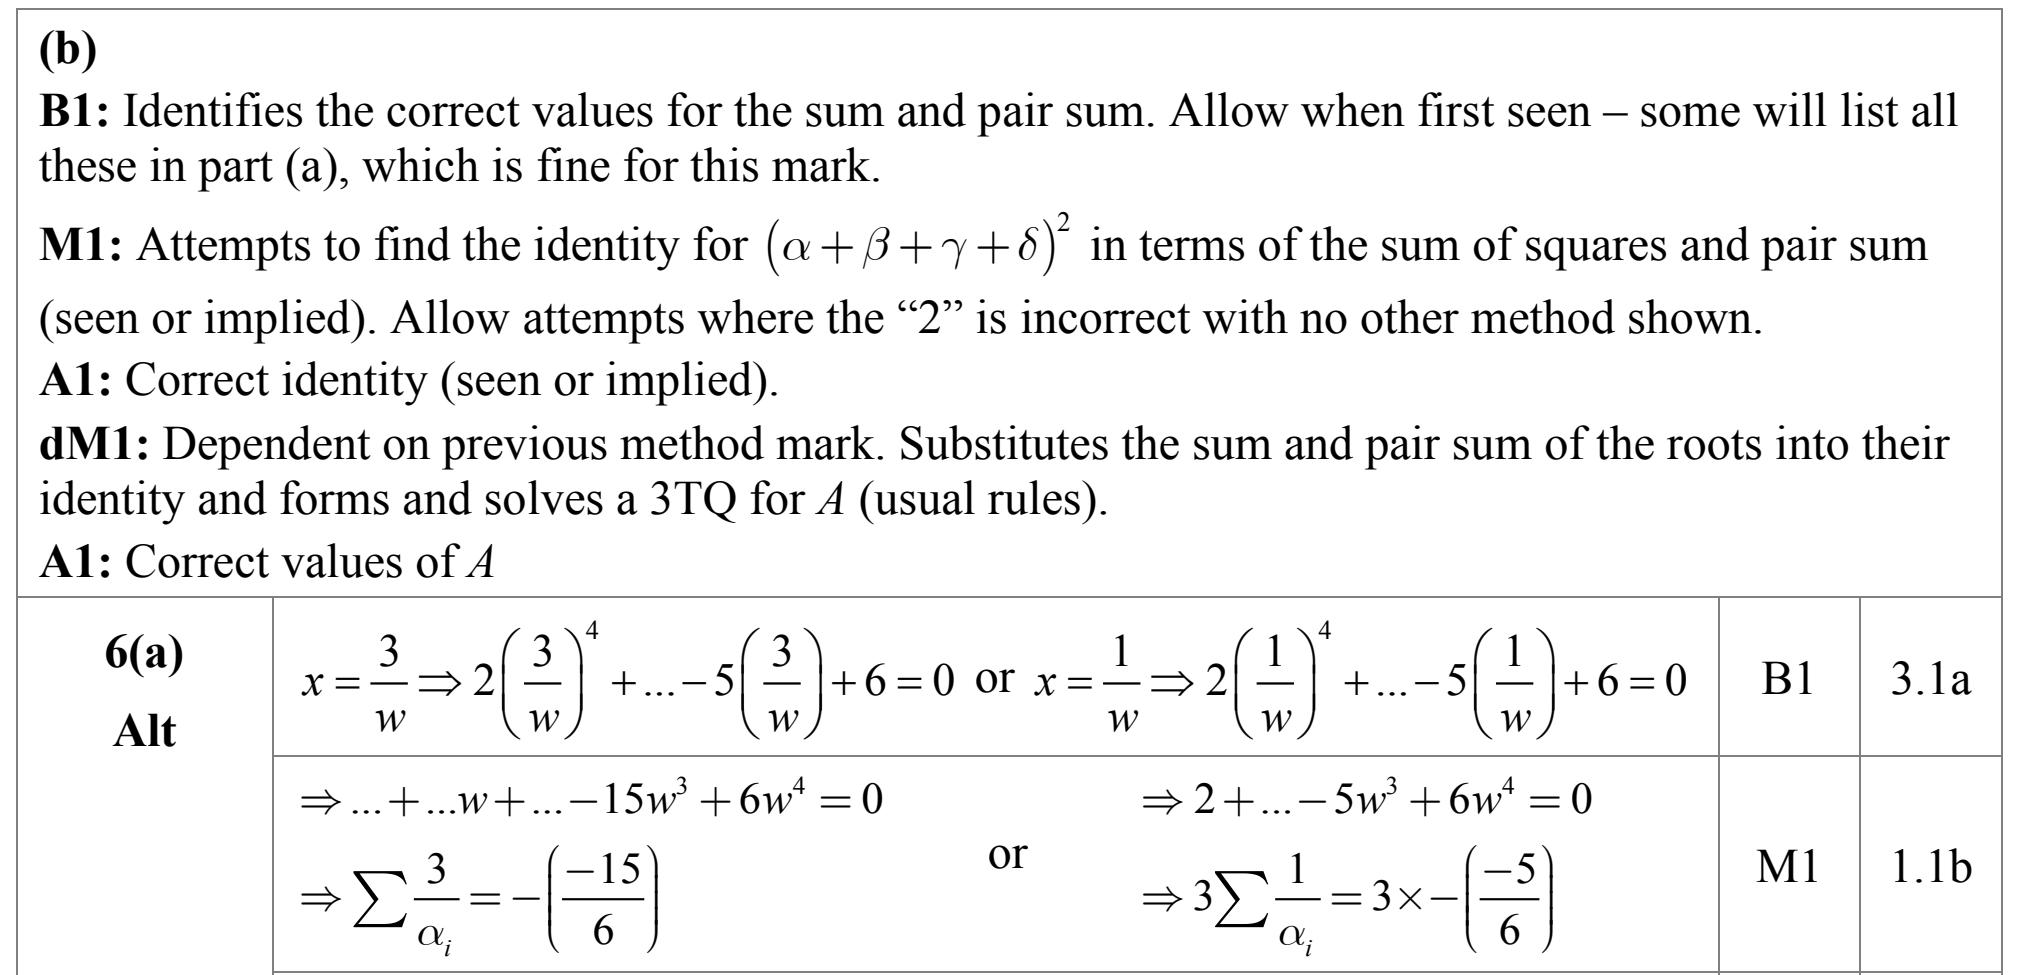 (b)
B1: Identifies the correct values for the sum and pair sum. Allow when first seen – some will list all
these in part (a), which is fine for this mark.
M1: Attempts to find the identity for (α+β+γ+δ)² in terms of the sum of squares and pair sum
(seen or implied). Allow attempts where the “2” is incorrect with no other method shown.
A1: Correct identity (seen or implied).
dM1: Dependent on previous method mark. Substitutes the sum and pair sum of the roots into their
identity and forms and solves a 3TQ for A (usual rules).
A1: Correct values of A
6(a)
Alt
x = 3/w ⇒ 2(3/w)⁴ + ... − 5(3/w) + 6 = 0 or x = 1/w ⇒ 2(1/w)⁴ + ... − 5(1/w) + 6 = 0 B1 3.1a
⇒ ... + ...w + ... − 15w³ + 6w⁴ = 0 ⇒ 2 + ... − 5w³ + 6w⁴ = 0
or
⇒ ∑ 3/αᵢ = −(−15/6) ⇒ 3∑ 1/αᵢ = 3 × −(−5/6) M1 1.1b